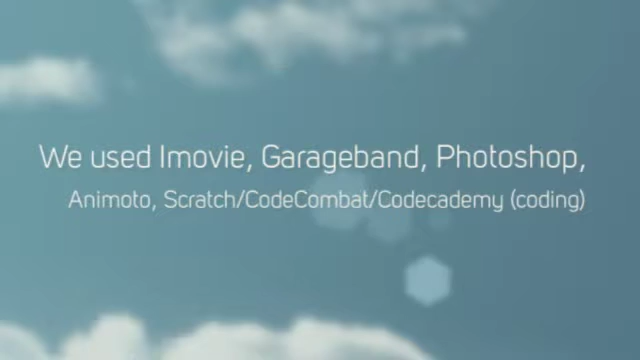 We used Imovie, Garageband, Photoshop,
Animoto, Scratch/CodeCombat/Codecademy (coding)